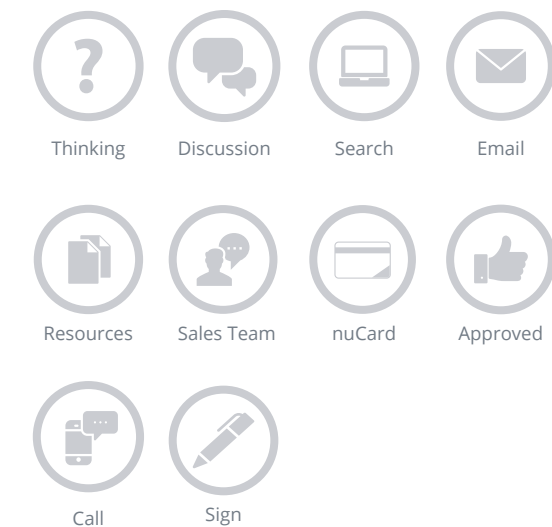 Thinking Discussion Search Email
Resources Sales Team nuCard Approved
Call Sign